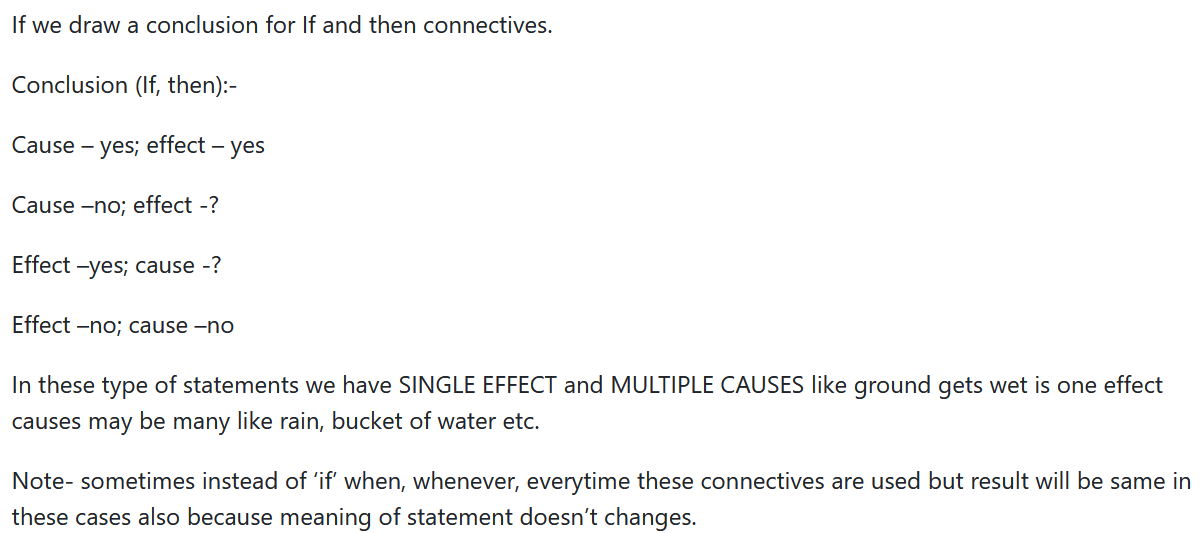 If we draw a conclusion for If and then connectives.
Conclusion (If, then):-
Cause – yes; effect – yes
Cause –no; effect -?
Effect –yes; cause -?
Effect –no; cause –no
In these type of statements we have SINGLE EFFECT and MULTIPLE CAUSES like ground gets wet is one effect
causes may be many like rain, bucket of water etc.
Note- sometimes instead of ‘if’ when, whenever, everytime these connectives are used but result will be same in
these cases also because meaning of statement doesn’t changes.